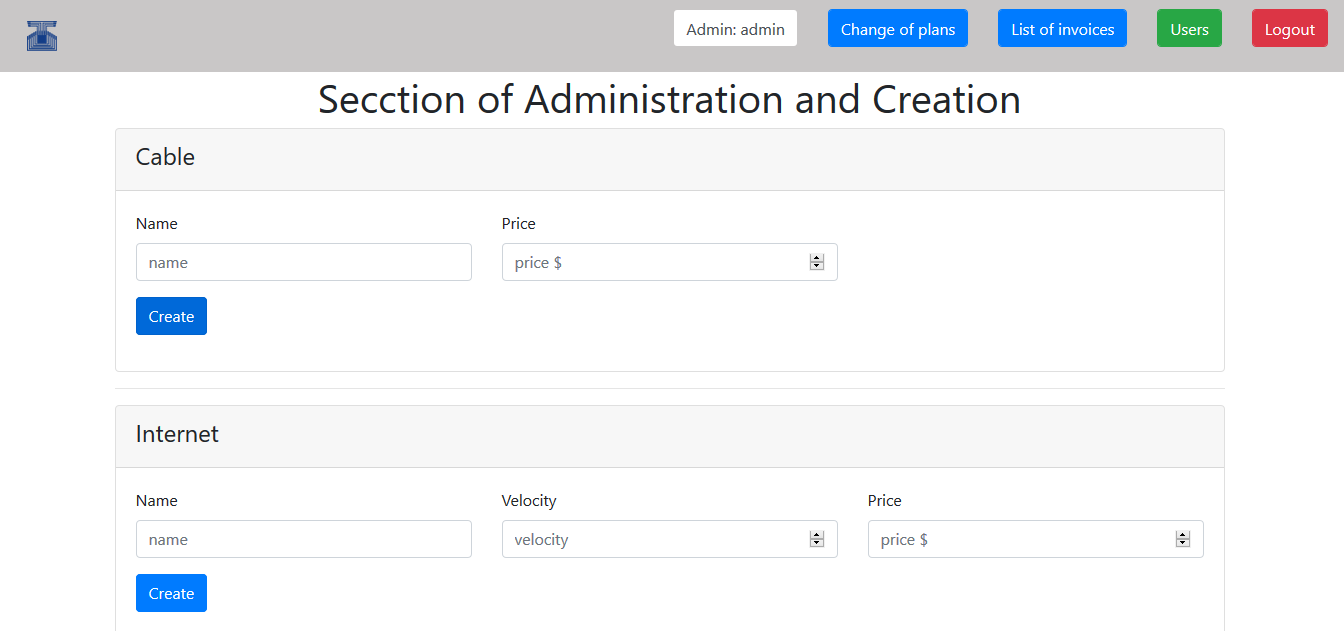 Admin: admin Change of plans List of invoices Users Logout
Secction of Administration and Creation
Cable
Name Price
name price $
Create
Internet
Name Velocity Price
name velocity price $
Create